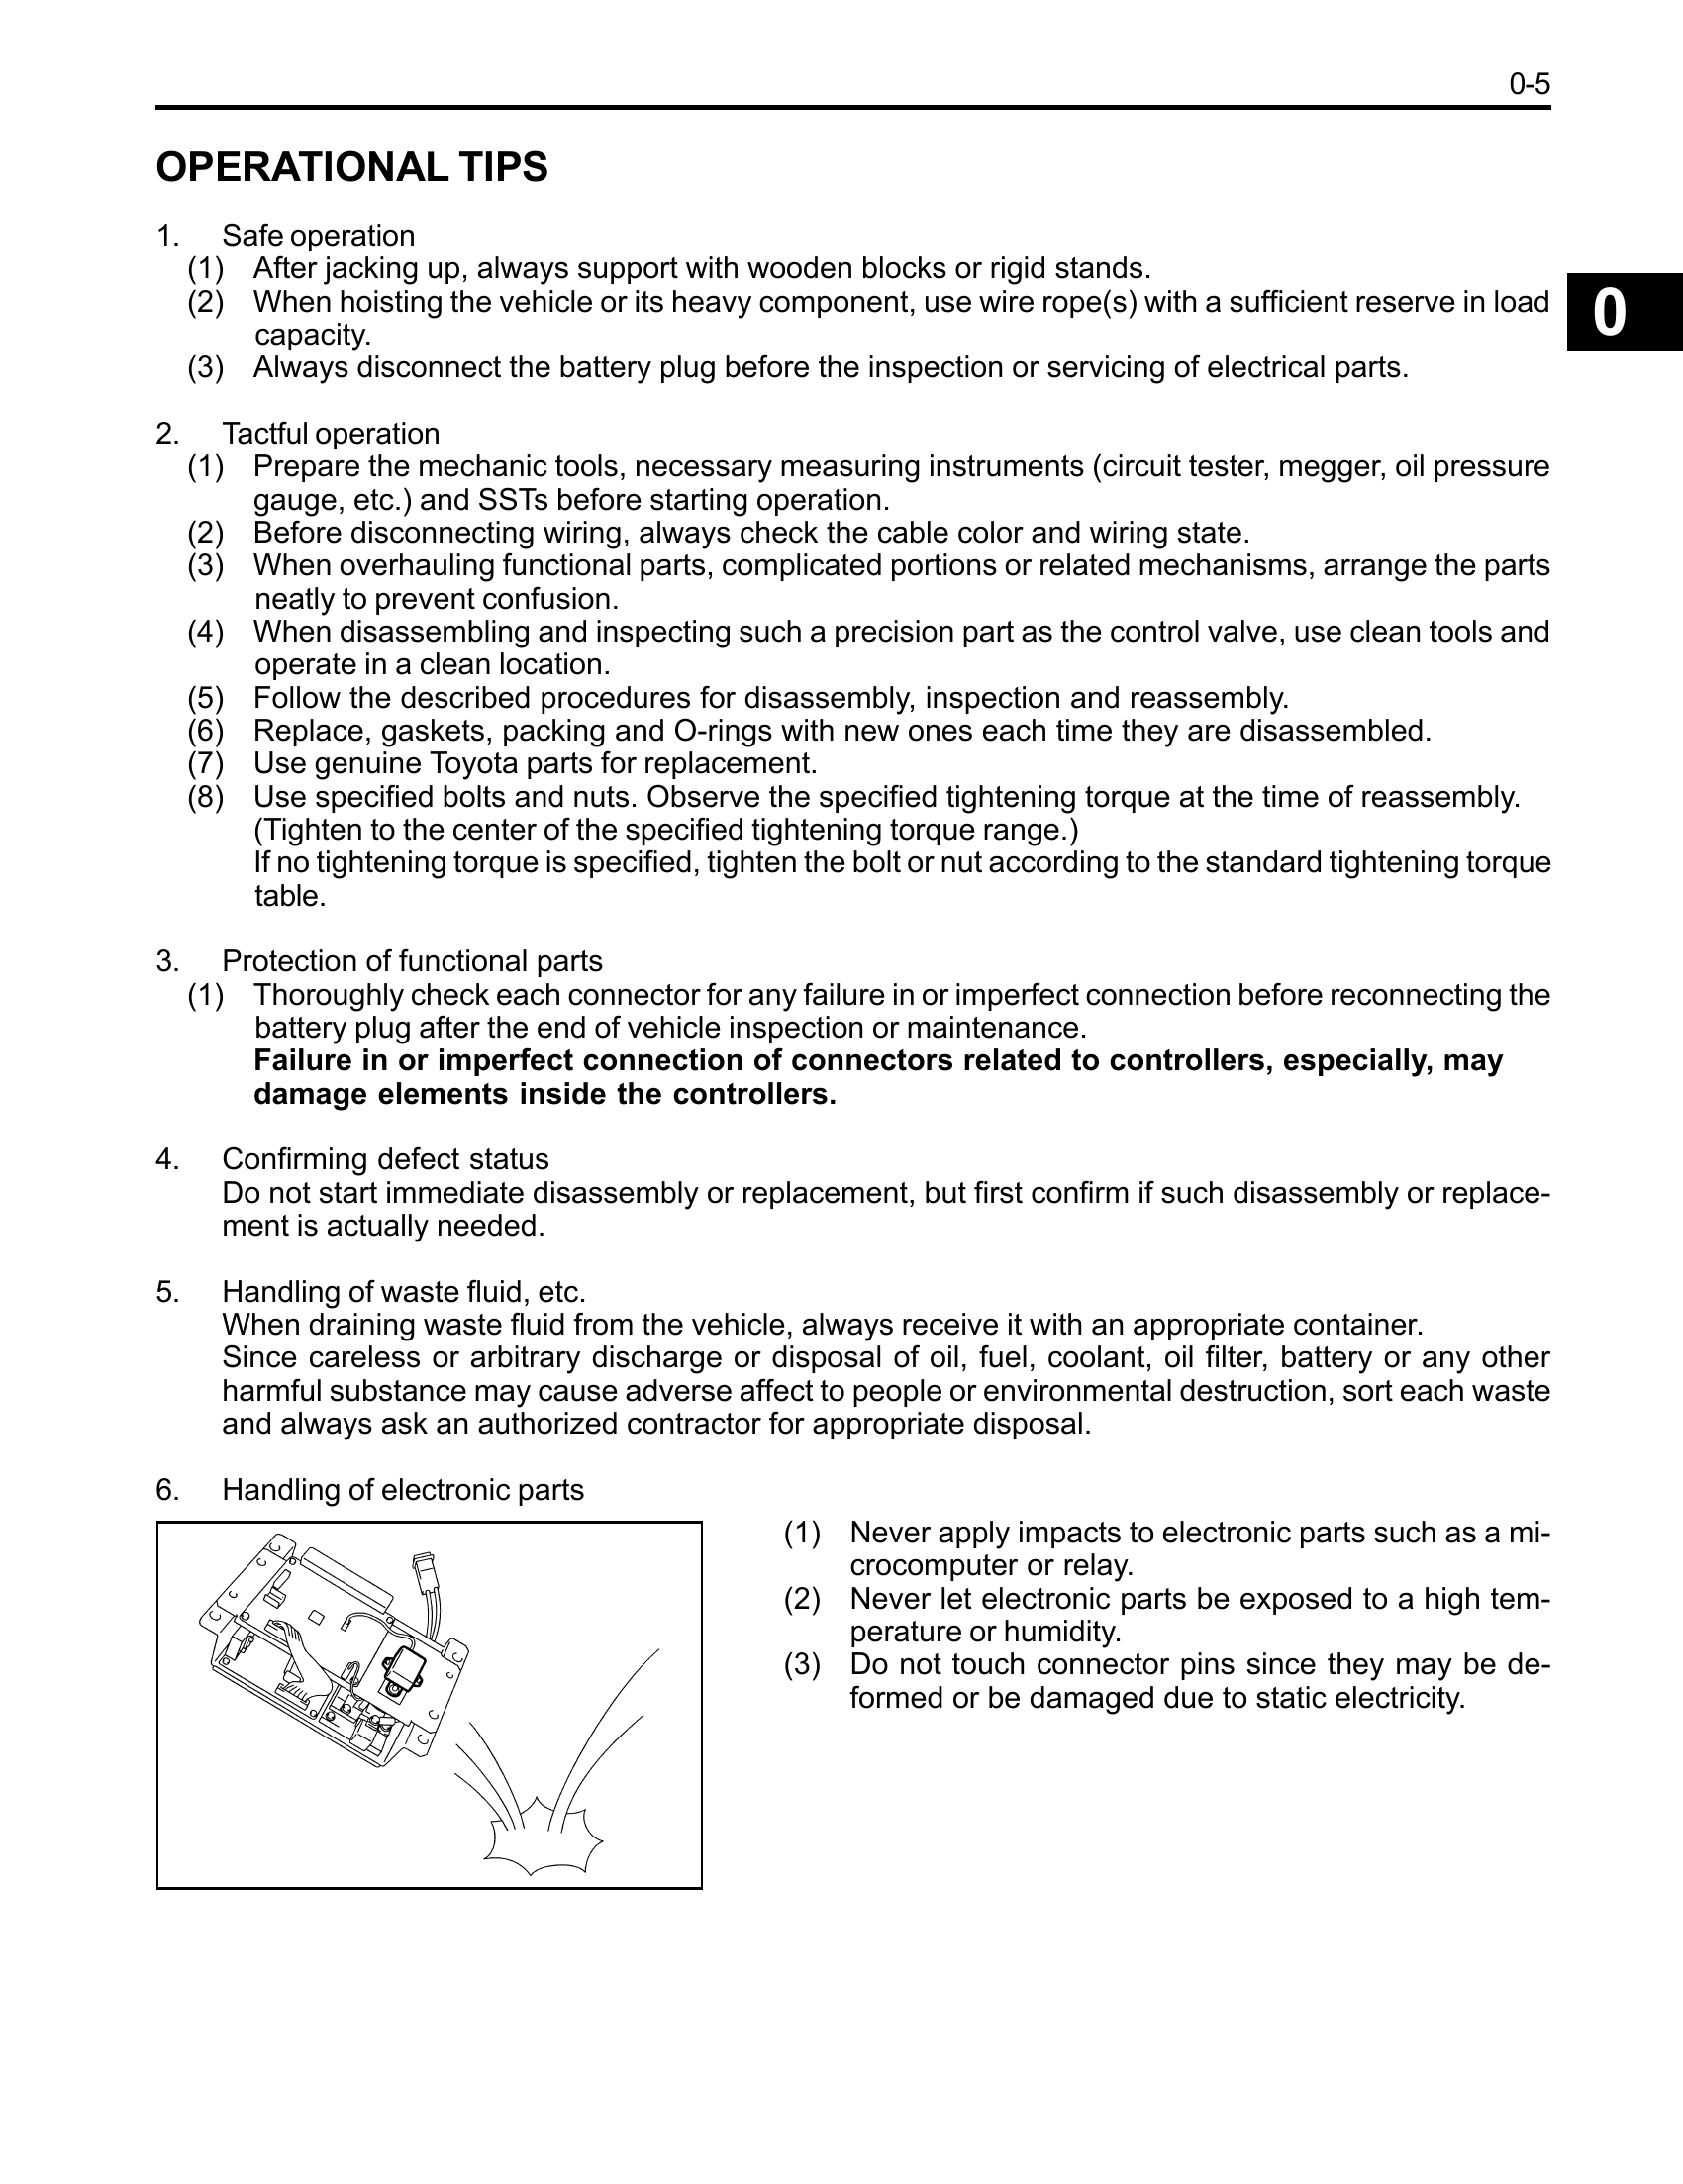 0-5
OPERATIONAL TIPS
1. Safe operation
(1) After jacking up, always support with wooden blocks or rigid stands.
(2) When hoisting the vehicle or its heavy component, use wire rope(s) with a sufficient reserve in load
capacity.
(3) Always disconnect the battery plug before the inspection or servicing of electrical parts.
0
2. Tactful operation
(1) Prepare the mechanic tools, necessary measuring instruments (circuit tester, megger, oil pressure
gauge, etc.) and SSTs before starting operation.
(2) Before disconnecting wiring, always check the cable color and wiring state.
(3) When overhauling functional parts, complicated portions or related mechanisms, arrange the parts
neatly to prevent confusion.
(4) When disassembling and inspecting such a precision part as the control valve, use clean tools and
operate in a clean location.
(5) Follow the described procedures for disassembly, inspection and reassembly.
(6) Replace, gaskets, packing and O-rings with new ones each time they are disassembled.
(7) Use genuine Toyota parts for replacement.
(8) Use specified bolts and nuts. Observe the specified tightening torque at the time of reassembly.
(Tighten to the center of the specified tightening torque range.)
If no tightening torque is specified, tighten the bolt or nut according to the standard tightening torque
table.
3. Protection of functional parts
(1) Thoroughly check each connector for any failure in or imperfect connection before reconnecting the
battery plug after the end of vehicle inspection or maintenance.
Failure in or imperfect connection of connectors related to controllers, especially, may
damage elements inside the controllers.
4. Confirming defect status
Do not start immediate disassembly or replacement, but first confirm if such disassembly or replace-
ment is actually needed.
5. Handling of waste fluid, etc.
When draining waste fluid from the vehicle, always receive it with an appropriate container.
Since careless or arbitrary discharge or disposal of oil, fuel, coolant, oil filter, battery or any other
harmful substance may cause adverse affect to people or environmental destruction, sort each waste
and always ask an authorized contractor for appropriate disposal.
6. Handling of electronic parts
(1) Never apply impacts to electronic parts such as a mi-
crocomputer or relay.
(2) Never let electronic parts be exposed to a high tem-
perature or humidity.
(3) Do not touch connector pins since they may be de-
formed or be damaged due to static electricity.